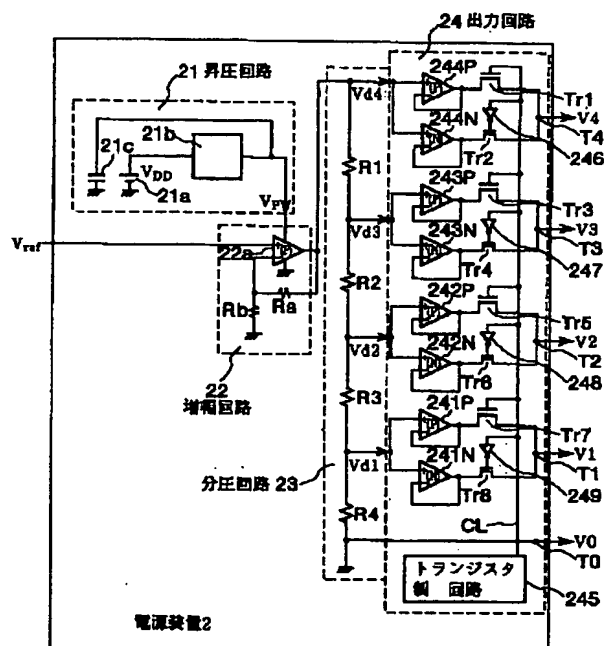 24 出力回路
21 昇圧回路
244P
Vd4
Tr1
V4
T4
21b
21c
VDD
21a
244N
Tr2
246
R1
VPW
243P
Tr3
V3
T3
Vref
22a
Vd3
243N
Tr4
247
R2
Ra
Rb
242P
Tr5
V2
T2
Vd2
242N
Tr6
248
22
増幅回路
R3
241P
Tr7
V1
T1
分圧回路 23
Vd1
241N
Tr8
249
R4
CL
V0
T0
トランジスタ
制 回路
245
電源装置2